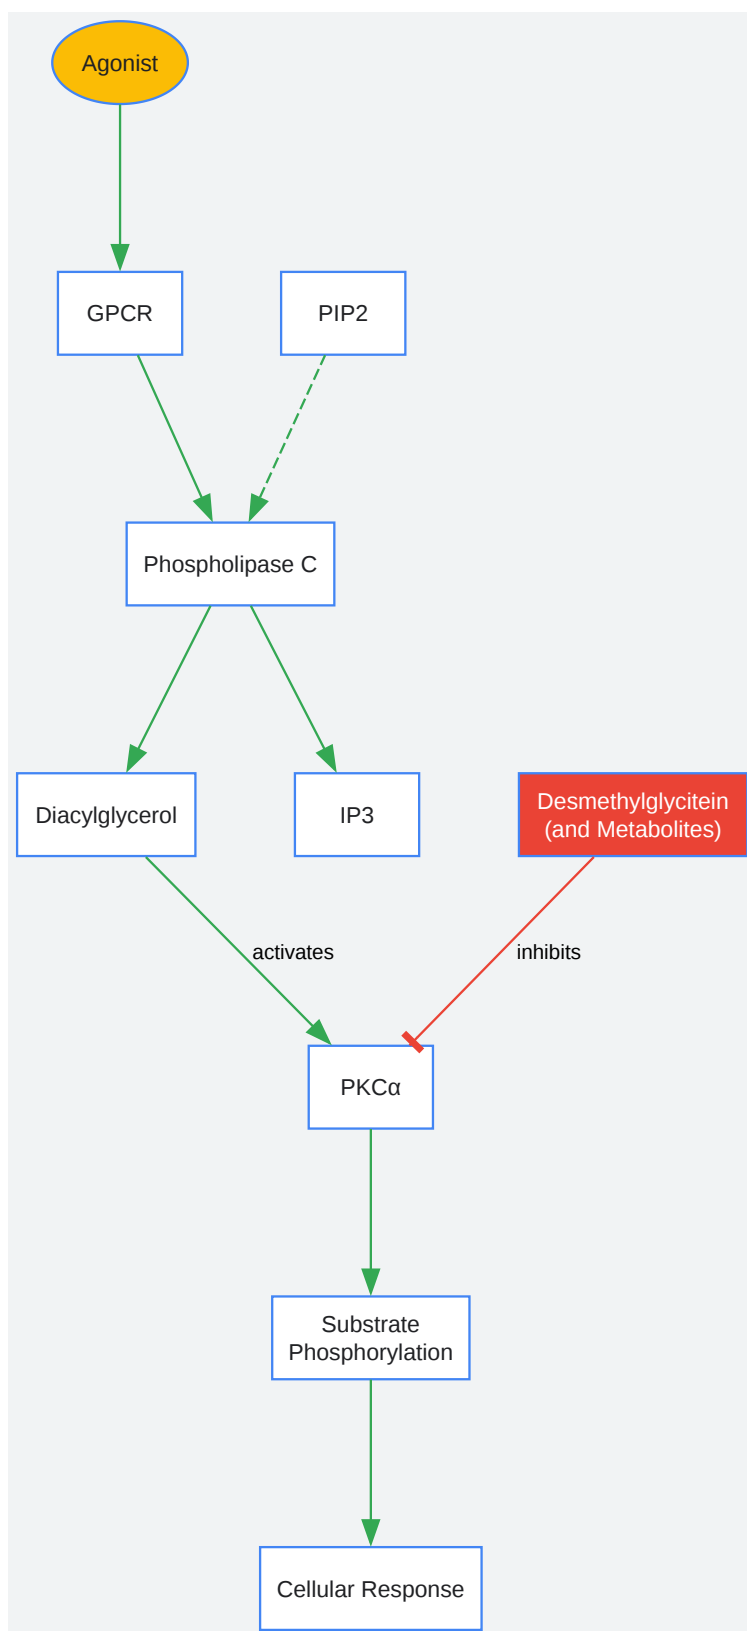 Agonist
GPCR
PIP2
Phospholipase C
Diacylglycerol
IP3
Desmethylglycitein
(and Metabolites)
activates
inhibits
PKCα
Substrate
Phosphorylation
Cellular Response